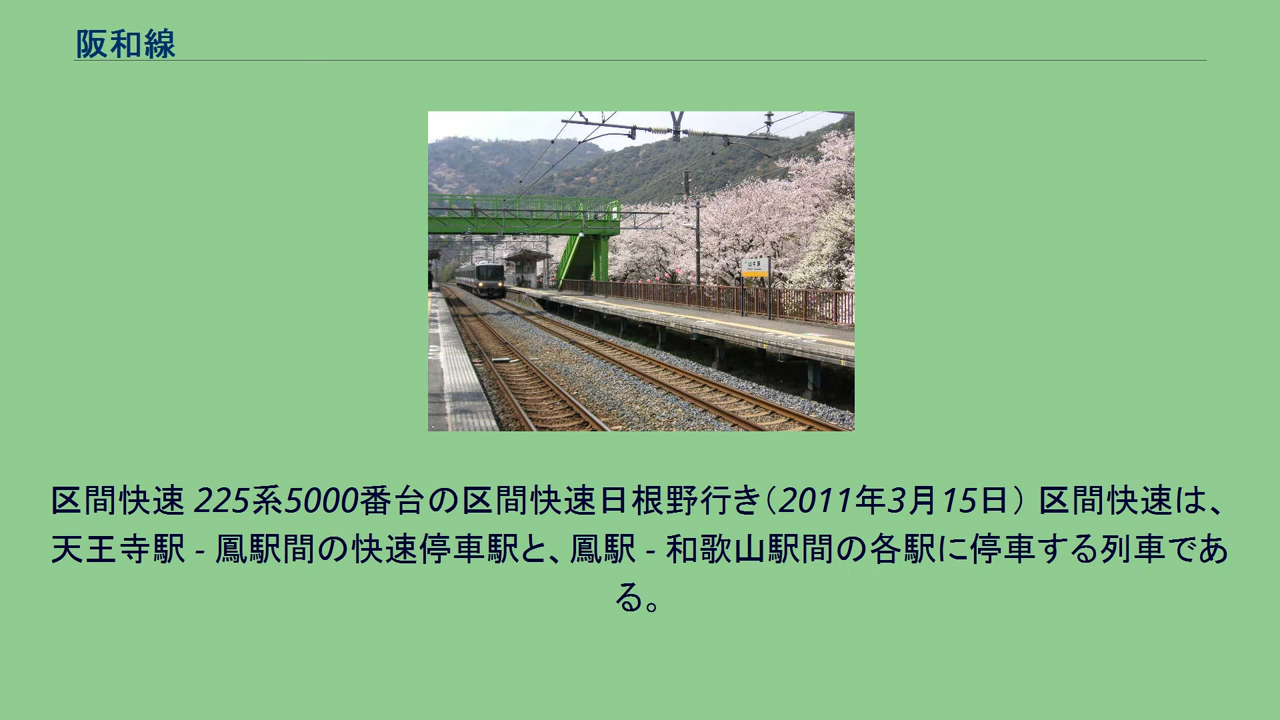 阪和線
区間快速 225系5000番台の区間快速日根野行き（2011年3月15日） 区間快速は、
天王寺駅 - 鳳駅間の快速停車駅と、鳳駅 - 和歌山駅間の各駅に停車する列車であ
る。